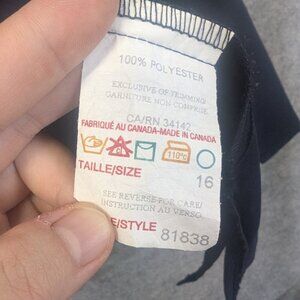 100% POLYESTER
EXCLUSIVE OF TRIMMING
GARNITURE NON COMPRISE
CA/RN 34142
FABRIQUÉ AU CANADA-MADE IN CANADA
110°C
TAILLE/SIZE
16
SEE REVERSE FOR CARE/
INSTRUCTION AU VERSO
E/STYLE
81838